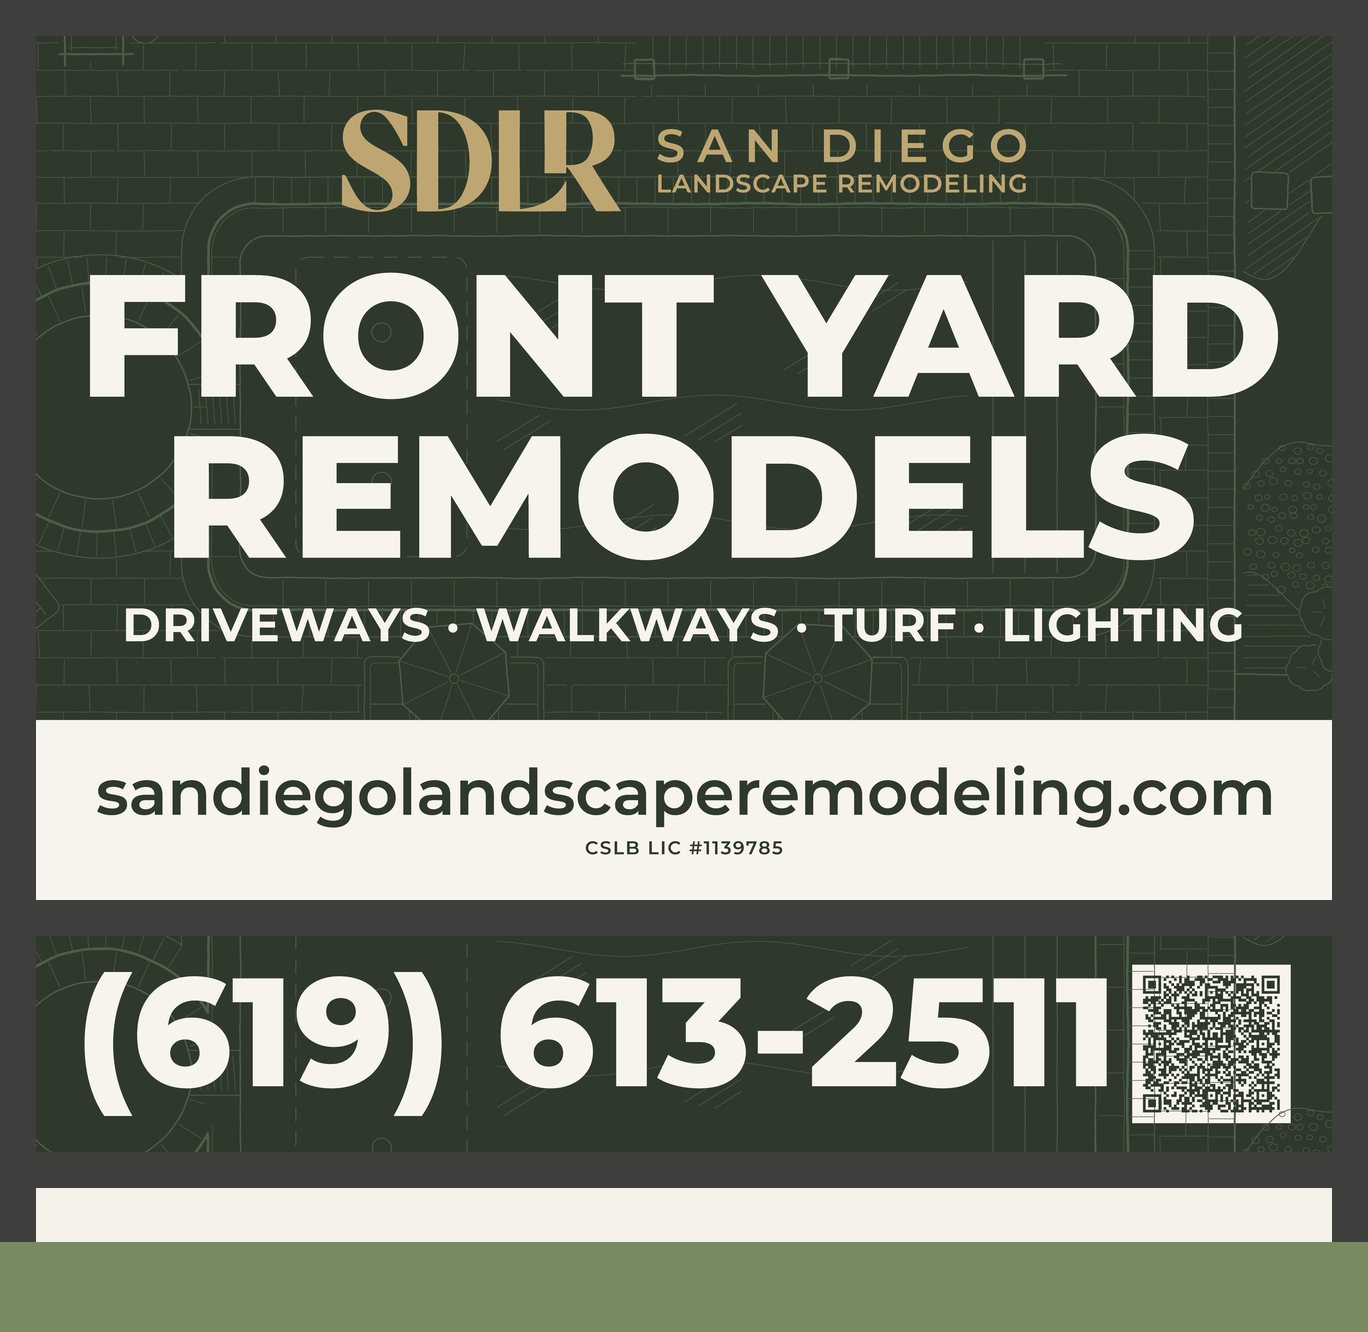 SDLR
SAN DIEGO
LANDSCAPE REMODELING
FRONT YARD
REMODELS
DRIVEWAYS · WALKWAYS · TURF · LIGHTING
sandiegolandscaperemodeling.com
CSLB LIC #1139785
(619) 613-2511